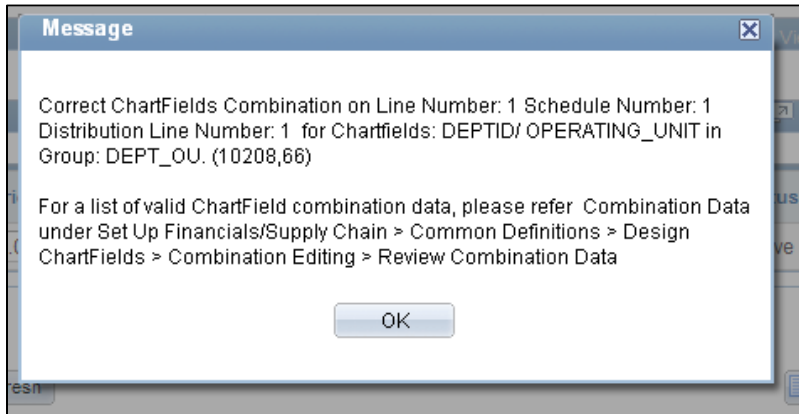 Message
Correct ChartFields Combination on Line Number: 1 Schedule Number: 1
Distribution Line Number: 1  for Chartfields: DEPTID/ OPERATING_UNIT in
Group: DEPT_OU. (10208,66)
For a list of valid ChartField combination data, please refer  Combination Data
under Set Up Financials/Supply Chain > Common Definitions > Design
ChartFields > Combination Editing > Review Combination Data
OK